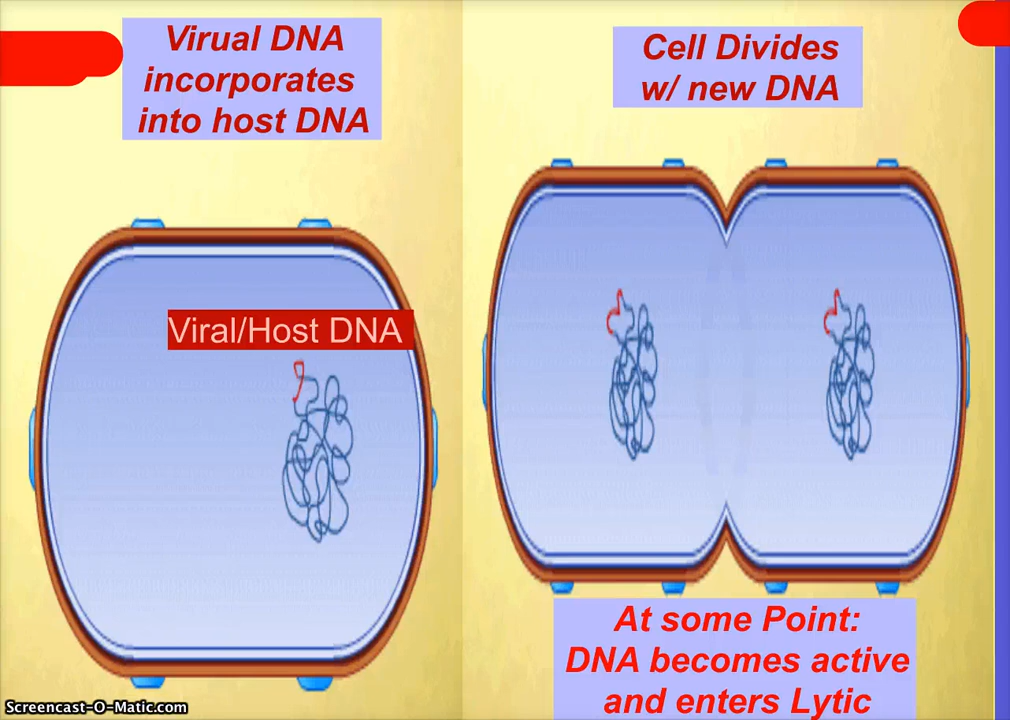 Virual DNA
incorporates
into host DNA
Viral/Host DNA
Cell Divides
w/ new DNA
At some Point:
DNA becomes active
and enters Lytic
Screencast-O-Matic.com